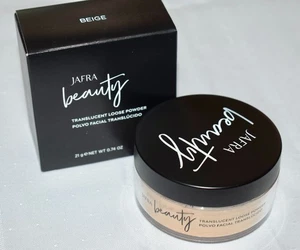 BEIGE
JAFRA
beauty
TRANSLUCENT LOOSE POWDER
POLVO FACIAL TRANSLÚCIDO
21 g ℮ NET WT 0.74 OZ
JAFRA
beauty
beauty
TRANSLUCENT LOOSE POWDER
POLVO FACIAL TRANSLÚCIDO